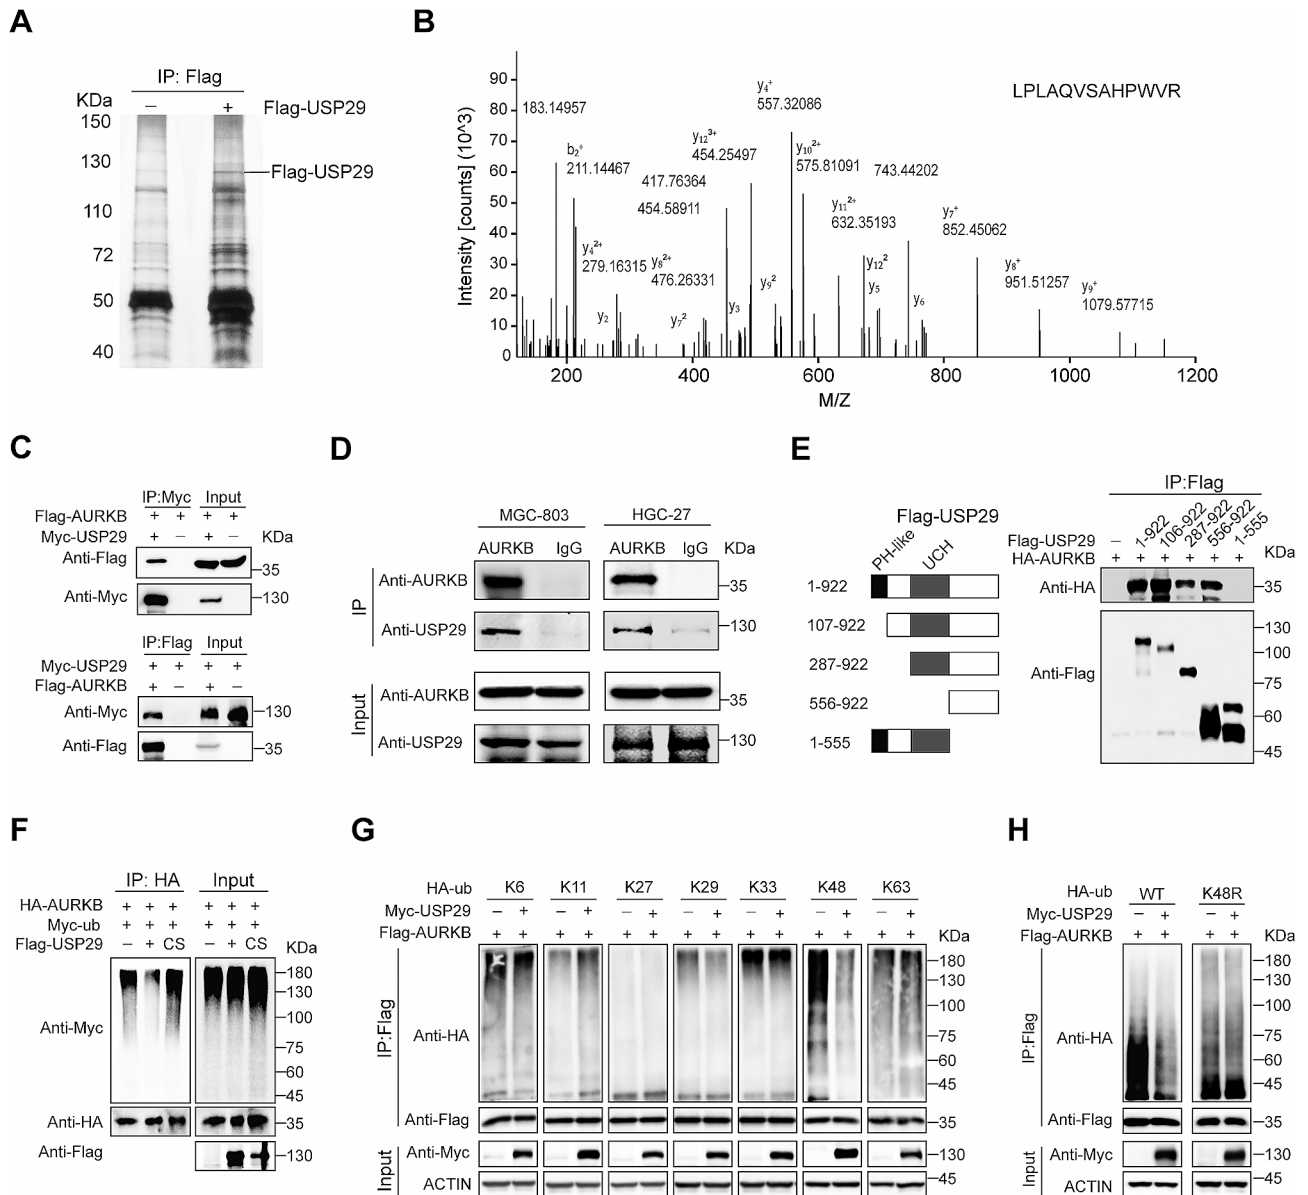 A
IP: Flag
KDa
– + Flag-USP29
150
130
Flag-USP29
110
72
50
40
B
LPLAQVSAHPWVR
Intensity [counts] (10^3)
90
80
70
60
50
40
30
20
10
0
183.14957
b₂⁺
211.14467
y₄²⁺
279.16315
y₂
417.76364
454.58911
y₈²⁺
476.26331
y₇²
y₁₂³⁺
454.25497
y₃
y₉²
y₄⁺
557.32086
y₁₀²⁺
575.81091
y₁₁²⁺
632.35193
y₁₂²
y₅
743.44202
y₆
y₇⁺
852.45062
y₈⁺
951.51257
y₉⁺
1079.57715
200 400 600 800 1000 1200
M/Z
C
IP:Myc Input
Flag-AURKB + + + +
Myc-USP29 + – + – KDa
Anti-Flag 35
Anti-Myc 130
IP:Flag Input
Myc-USP29 + + + +
Flag-AURKB + – + –
Anti-Myc 130
Anti-Flag 35
D
MGC-803 HGC-27
AURKB IgG AURKB IgG KDa
IP
Anti-AURKB 35
Anti-USP29 130
Input
Anti-AURKB 35
Anti-USP29 130
E
Flag-USP29
PH-like UCH
1-922
107-922
287-922
556-922
1-555
IP:Flag
Flag-USP29 – 1-922 106-922 287-922 556-922 1-555
HA-AURKB + + + + + + KDa
Anti-HA 35
Anti-Flag
130
100
75
60
45
F
IP: HA Input
HA-AURKB + + + + + +
Myc-ub + + + + + +
Flag-USP29 – + CS – + CS KDa
Anti-Myc
180
130
100
75
60
45
Anti-HA 35
Anti-Flag 130
G
HA-ub K6 K11 K27 K29 K33 K48 K63
Myc-USP29 – + – + – + – + – + – + – +
Flag-AURKB + + + + + + + + + + + + + + KDa
IP:Flag
Anti-HA
180
130
100
75
60
45
Anti-Flag 35
Input
Anti-Myc 130
ACTIN 45
H
HA-ub WT K48R
Myc-USP29 – + – +
Flag-AURKB + + + + KDa
IP:Flag
Anti-HA
180
130
100
75
60
45
Anti-Flag 35
Input
Anti-Myc 130
ACTIN 45